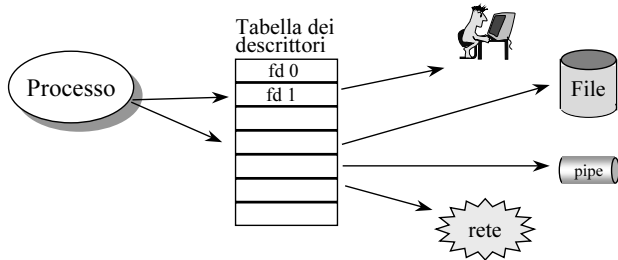 Tabella dei
descrittori
fd 0
fd 1
Processo
File
pipe
rete